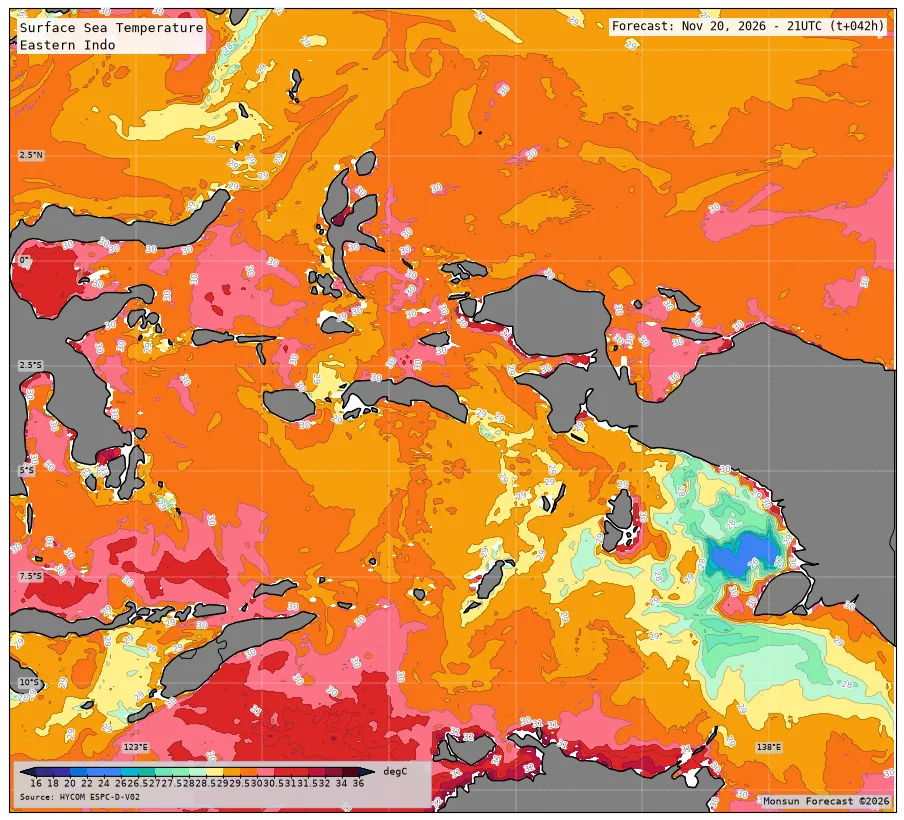 Surface Sea Temperature
Eastern Indo
Forecast: Nov 20, 2026 - 21UTC (t+042h)
2.5°N
0°
2.5°S
5°S
7.5°S
10°S
123°E
138°E
degC
16 18 20 22 24 26 26.5 27 27.5 28 28.5 29 29.5 30 30.5 31 31.5 32 34 36
Source: HYCOM ESPC-D-V02
Monsun Forecast ©2026